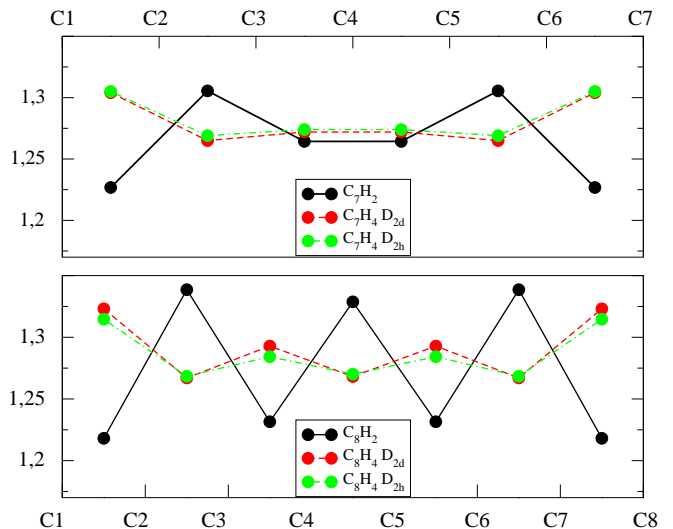 C1 C2 C3 C4 C5 C6 C7
1,3
1,25
1,2
C₇H₂
C₇H₄ D₂d
C₇H₄ D₂h
1,3
1,25
1,2
C₈H₂
C₈H₄ D₂d
C₈H₄ D₂h
C1 C2 C3 C4 C5 C6 C7 C8